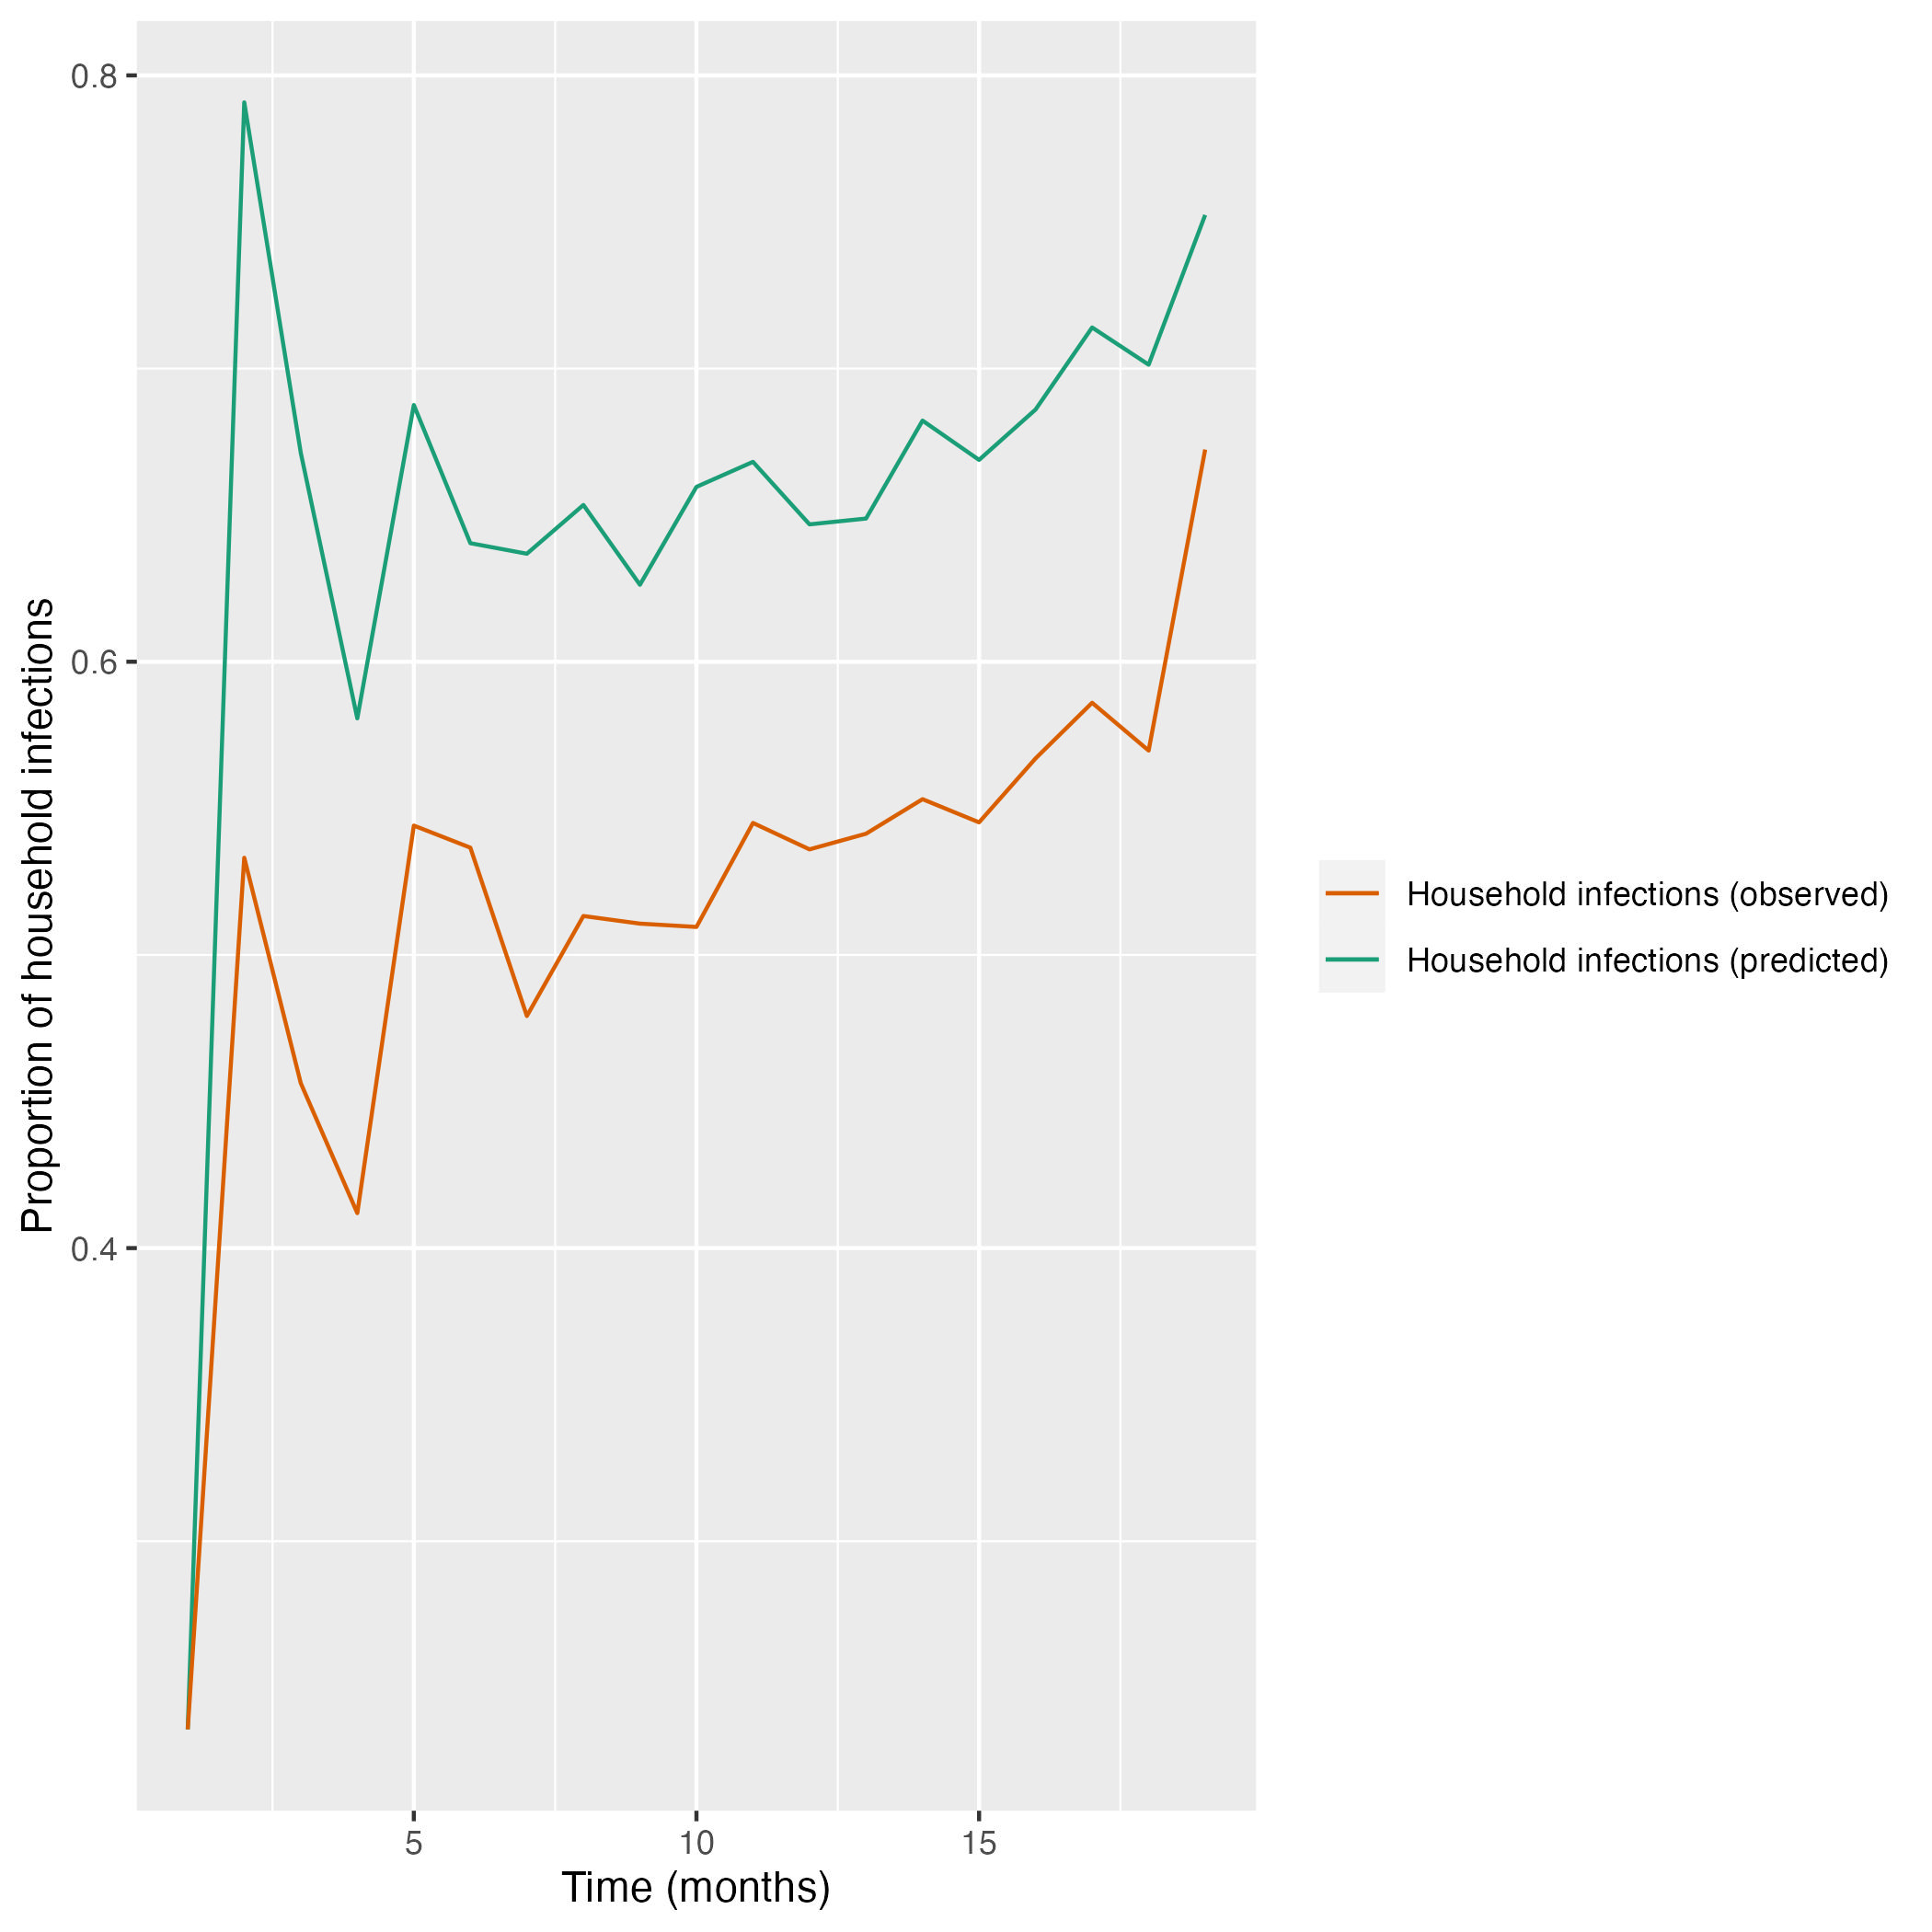 Proportion of household infections
0.8
0.6
0.4
5
10
15
Time (months)
Household infections (observed)
Household infections (predicted)